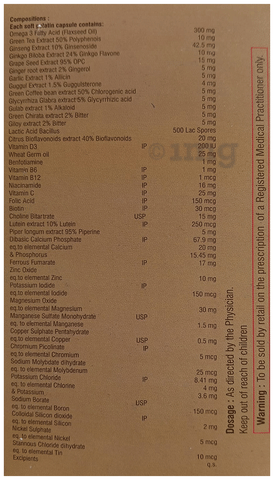 Compositions :
Each soft gelatin capsule contains:
Omega 3 Fatty Acid (Flaxseed Oil) 300 mg
Green Tea Extract 50% Polyphenols 10 mg
Ginseng Extract 10% Ginsenoside 42.5 mg
Ginkgo Biloba Extract 24% Ginkgo Flavone 10 mg
Grape Seed Extract 95% OPC 15 mg
Ginger root extract 2% Gingerol 5 mg
Garlic Extract 1% Allicin 5 mg
Guggul Extract 1.5% Guggulsterone 4 mg
Green Coffee bean extract 50% Chlorogenic acid 5 mg
Glycyrrhiza Glabra extract 5% Glycyrrhizic acid 5 mg
Gulab extract 1% Alkaloid 5 mg
Green Chirata extract 2% Bitter 5 mg
Giloy extract 2% Bitter 5 mg
Lactic Acid Bacillus 500 Lac Spores
Citrus Bioflavonoids extract 40% Bioflavonoids 20 mg
Vitamin D3 IP 200 IU
Wheat Germ oil 25 mg
Benfotiamine 1 mg
Vitamin B6 IP 1 mg
Vitamin B12 IP 1 mcg
Niacinamide IP 16 mg
Vitamin C IP 25 mg
Folic Acid IP 150 mcg
Biotin IP 30 mcg
Choline Bitartrate USP 15 mg
Lutein extract 10% Lutein 250 mcg
Piper longum extract 95% Piperine 5 mg
Dibasic Calcium Phosphate IP 67.9 mg
eq.to elemental Calcium 20 mg
& Phosphorus 15.45 mg
Ferrous Fumarate IP 17 mg
Zinc Oxide
eq.to elemental Zinc 10 mg
Potassium Iodide IP
eq.to elemental Iodide 150 mcg
Magnesium Oxide
eq.to elemental Magnesium 30 mg
Manganese Sulfate Monohydrate USP
eq.to elemental Manganese 1.5 mg
Copper Sulphate Pentahydrate
eq.to elemental Copper USP 0.5 mg
Chromium Picolinate IP
eq.to elemental Chromium 5 mcg
Sodium Molybdate dihydrate
eq.to elemental Molybdenum 25 mcg
Potassium Chloride IP 8.41 mg
eq.to elemental Chlorine 4 mg
& Potassium 3.6 mg
Sodium Borate USP
eq.to elemental Boron 150 mcg
Colloidal Silicon dioxide IP
eq.to elemental Silicon 2 mg
Nickel Sulphate
eq.to elemental Nickel 5 mcg
Stannous Chloride dihydrate
eq.to elemental Tin 10 mcg
Excipients q.s.
Dosage : As directed by the Physician.
Keep out of reach of children
Warning : To be sold by retail on the prescription of a Registered Medical Practitioner only.